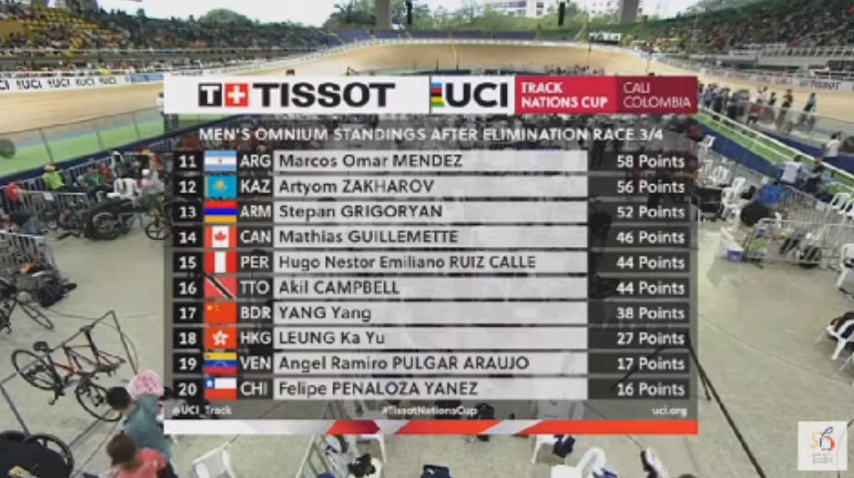 TISSOT UCI TRACK NATIONS CUP CALI COLOMBIA
MEN'S OMNIUM STANDINGS AFTER ELIMINATION RACE 3/4
11 ARG Marcos Omar MENDEZ 58 Points
12 KAZ Artyom ZAKHAROV 56 Points
13 ARM Stepan GRIGORYAN 52 Points
14 CAN Mathias GUILLEMETTE 46 Points
15 PER Hugo Nestor Emiliano RUIZ CALLE 44 Points
16 TTO Akil CAMPBELL 44 Points
17 BDR YANG Yang 38 Points
18 HKG LEUNG Ka Yu 27 Points
19 VEN Angel Ramiro PULGAR ARAUJO 17 Points
20 CHI Felipe PENALOZA YANEZ 16 Points
@UCI_Track #TissotNationsCup uci.org